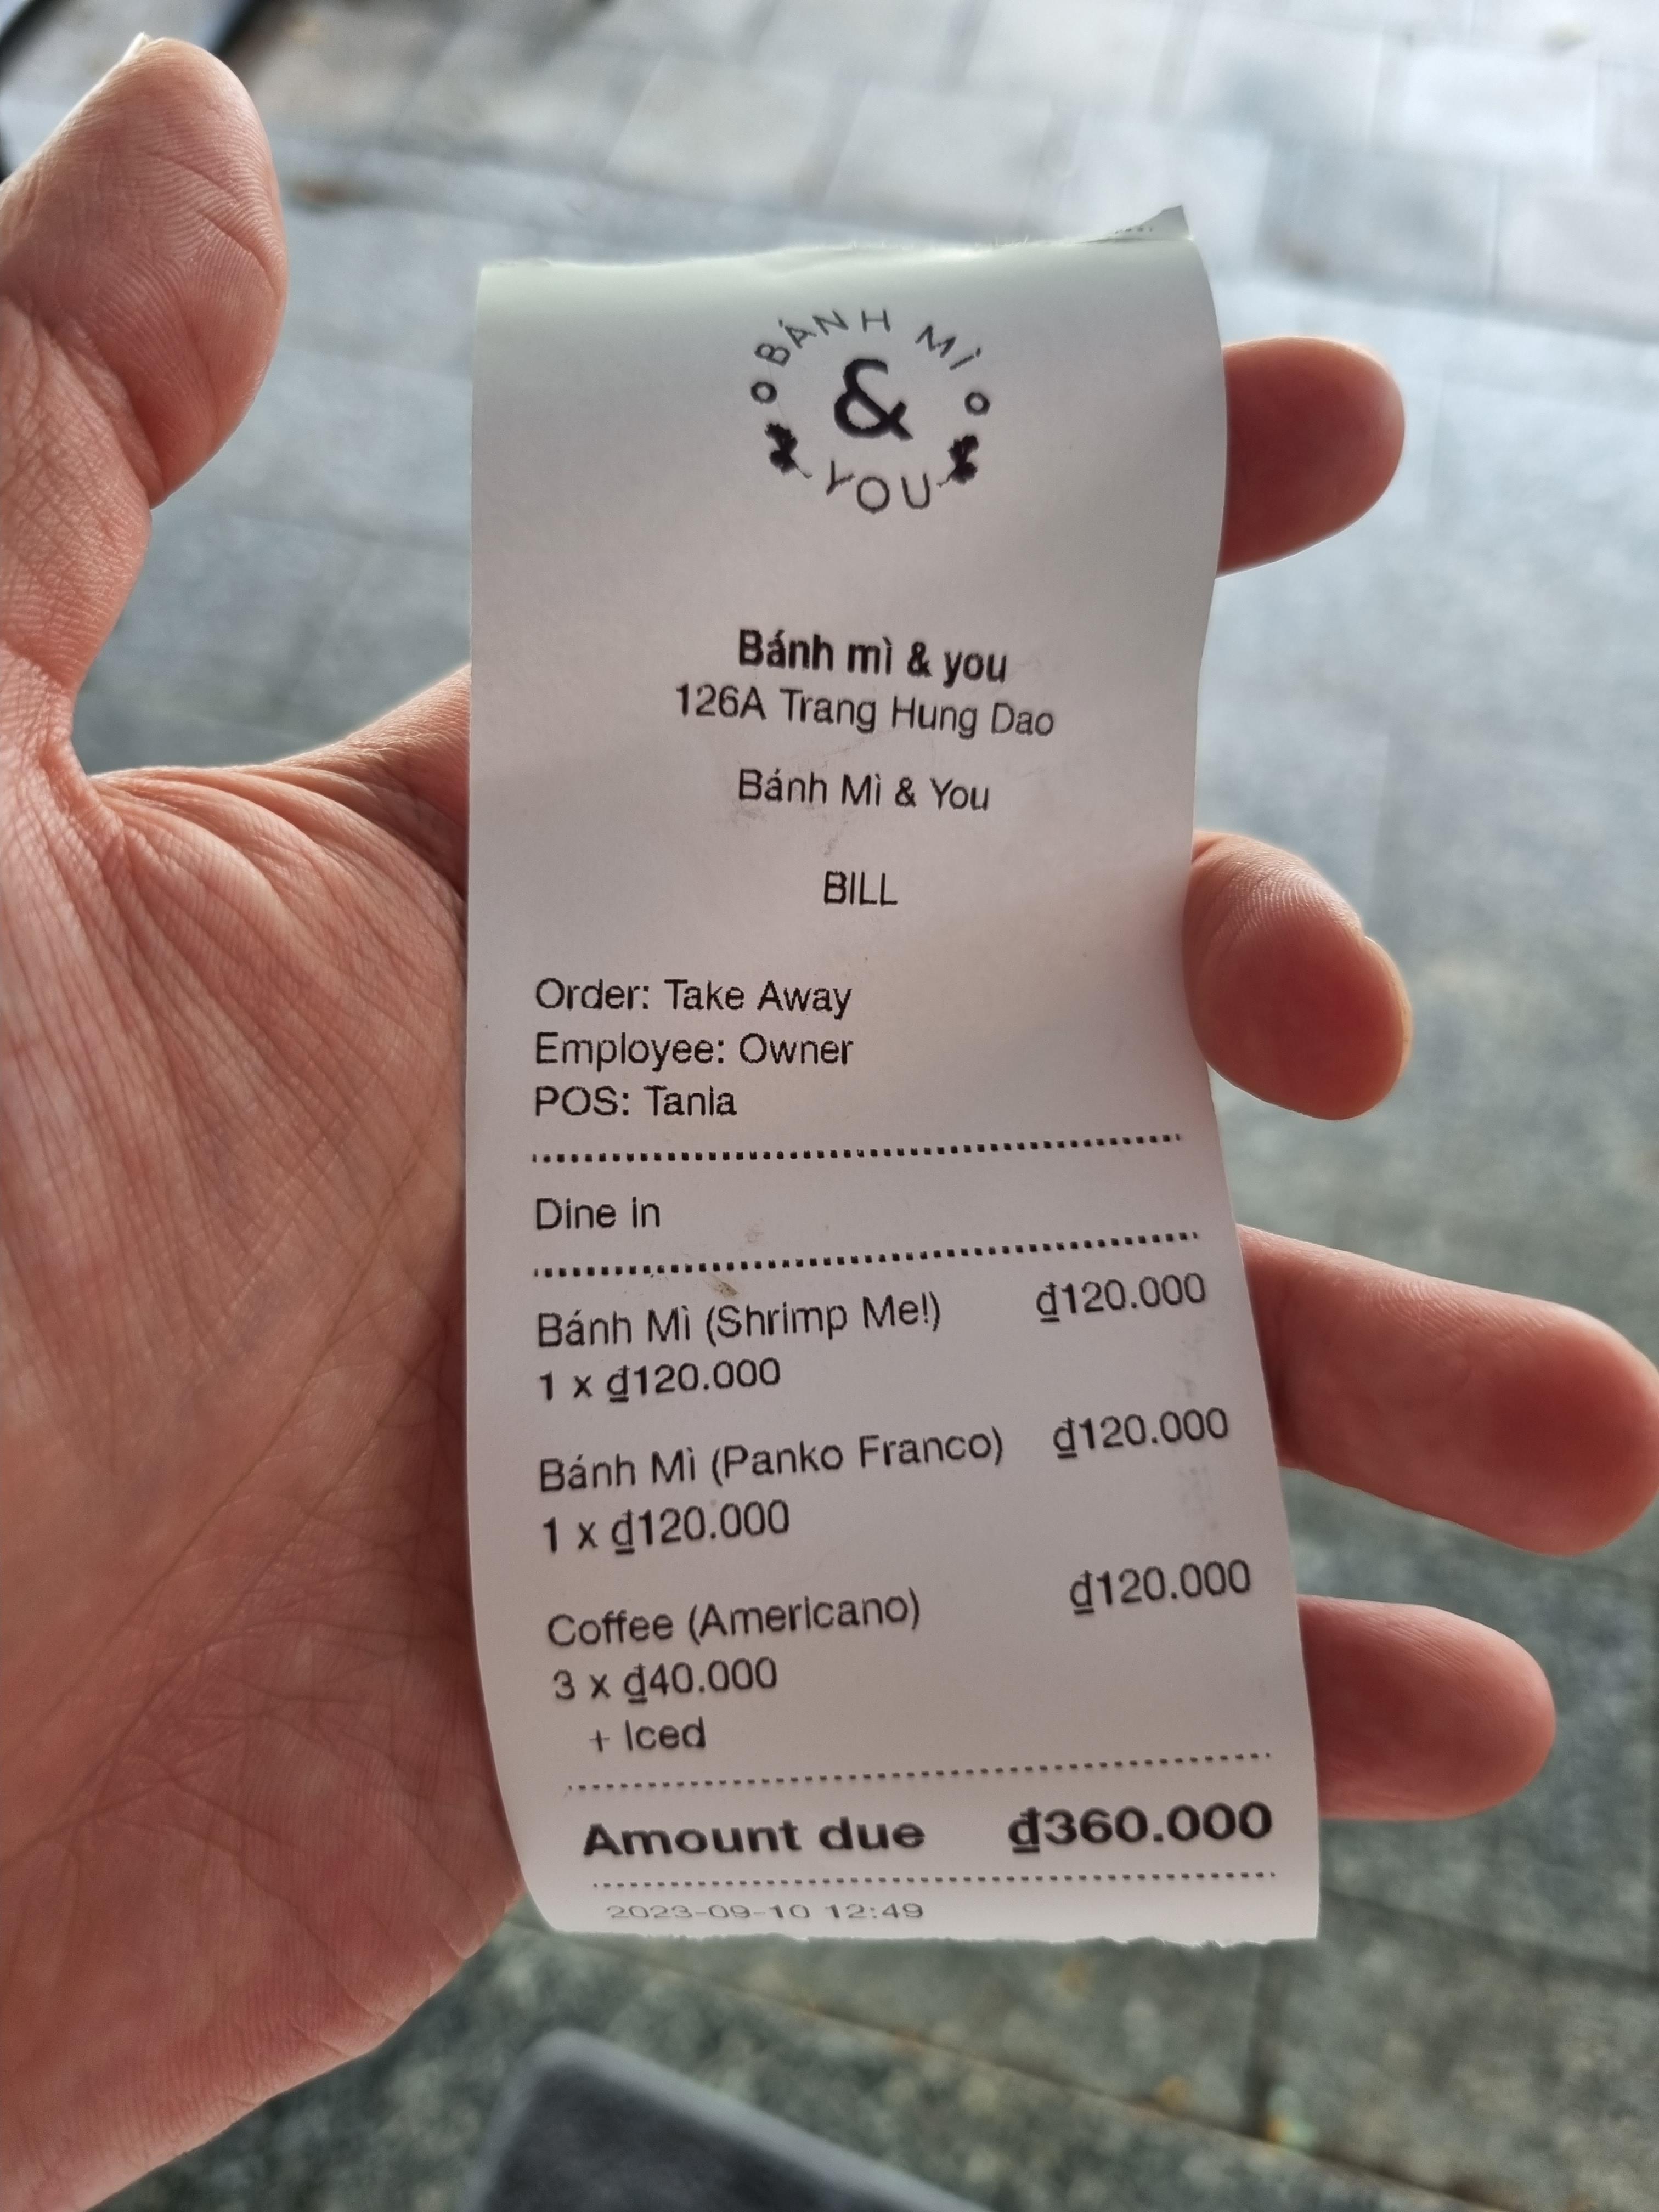 BÁNH MÌ
&
YOU
Bánh mì & you
126A Trang Hung Dao
Bánh Mì & You
BILL
Order: Take Away
Employee: Owner
POS: Tania
Dine in
Bánh Mì (Shrimp Me!) ₫120.000
1 x ₫120.000
Bánh Mì (Panko Franco) ₫120.000
1 x ₫120.000
Coffee (Americano) ₫120.000
3 x ₫40.000
+ Iced
Amount due ₫360.000
2023-09-10 12:49